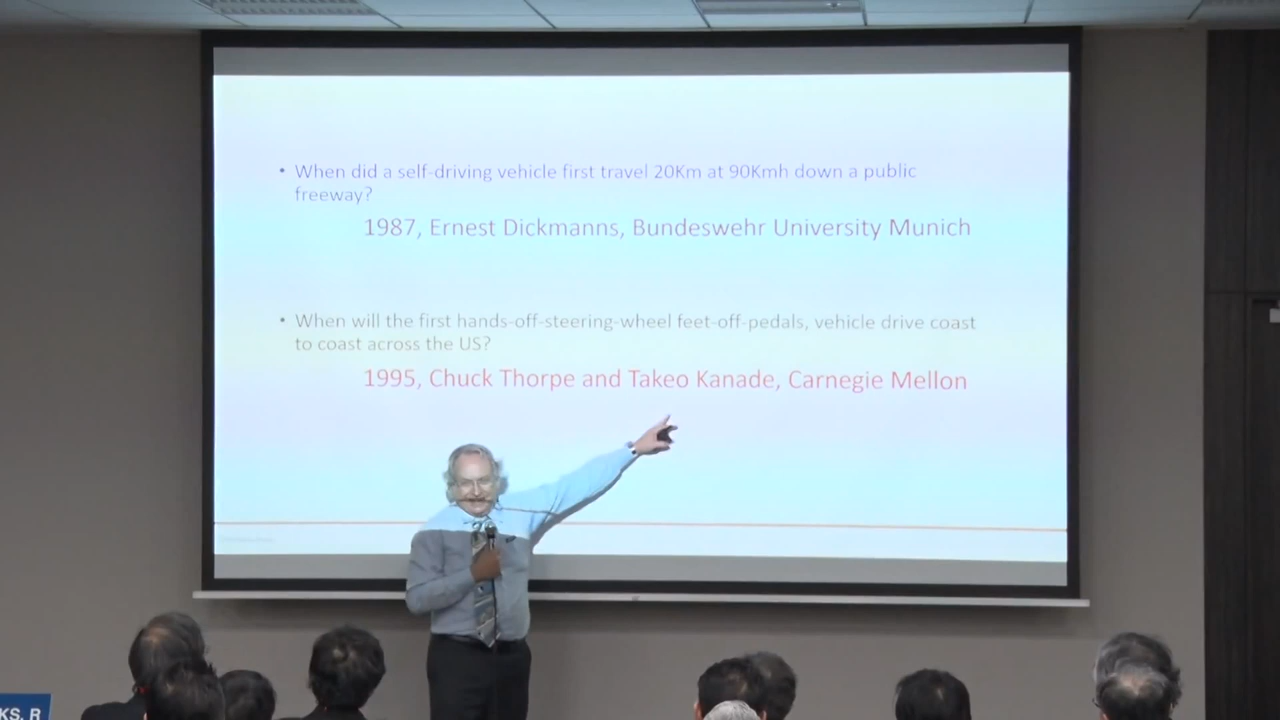 • When did a self-driving vehicle first travel 20Km at 90Kmh down a public
freeway?
1987, Ernest Dickmanns, Bundeswehr University Munich
• When will the first hands-off-steering-wheel feet-off-pedals, vehicle drive coast
to coast across the US?
1995, Chuck Thorpe and Takeo Kanade, Carnegie Mellon
KS, R